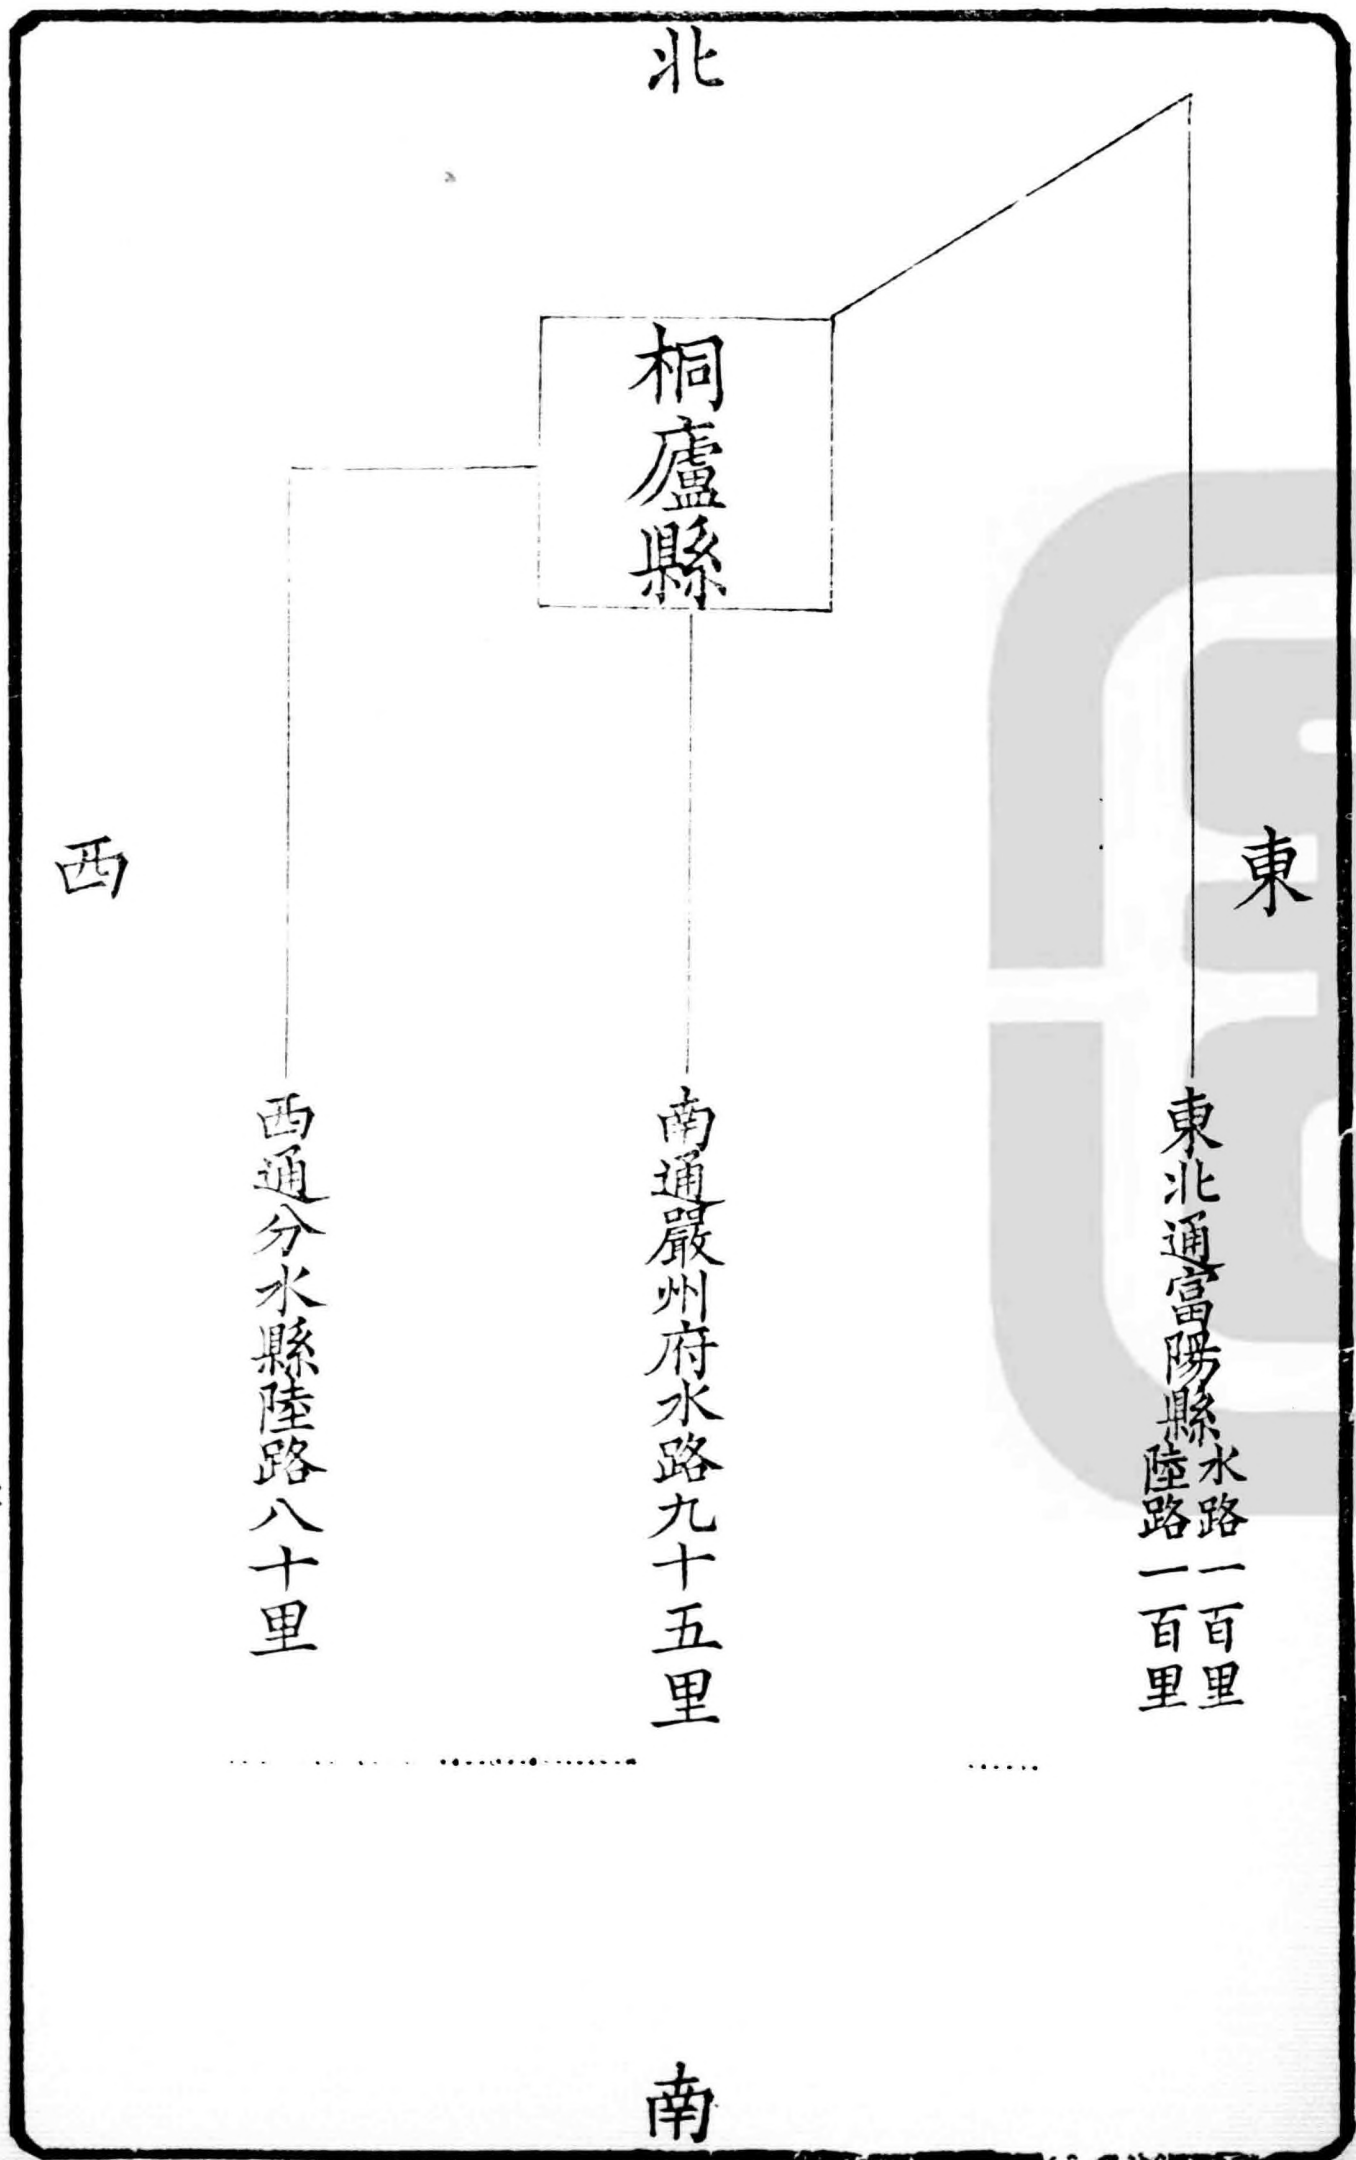 北
桐廬縣
東
西
東北通富陽縣
水路一百里
陸路一百里
南通嚴州府水路九十五里
西通分水縣陸路八十里
南